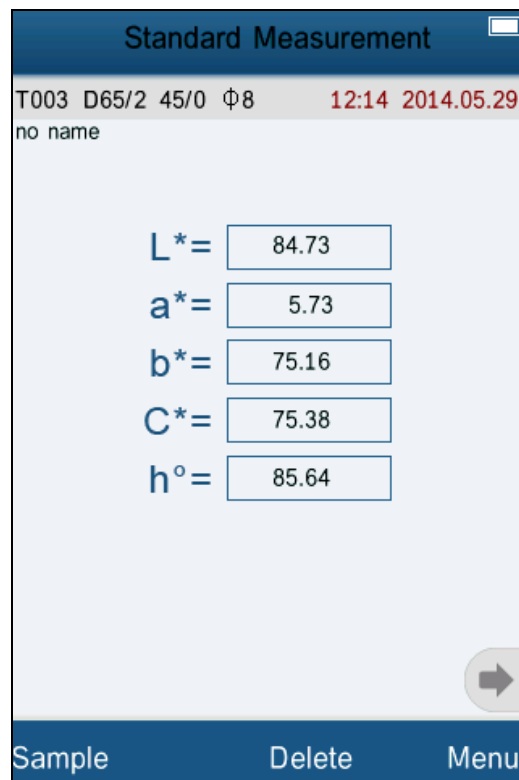 Standard Measurement
T003 D65/2 45/0 Φ8 12:14 2014.05.29
no name
L*= 84.73
a*= 5.73
b*= 75.16
C*= 75.38
h°= 85.64
Sample Delete Menu